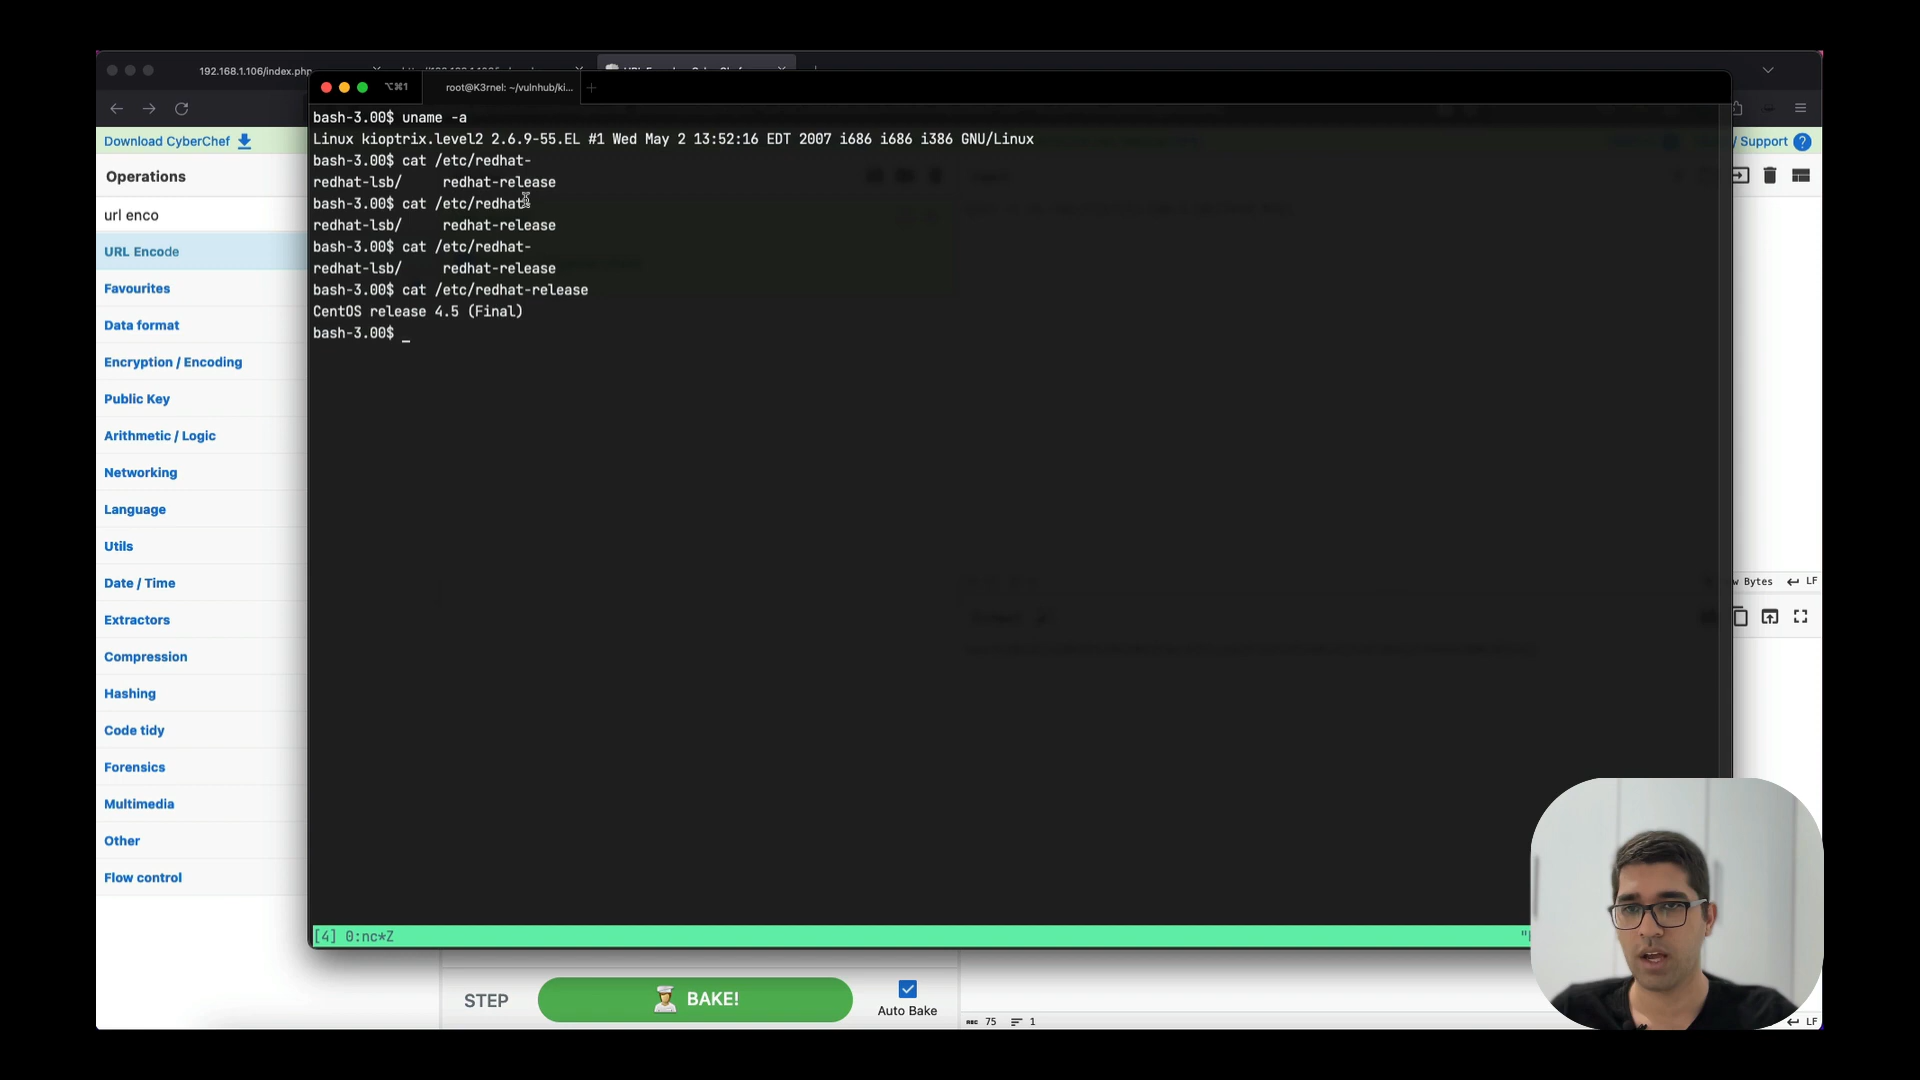 192.168.1.106/index.php
⌥⌘1
root@K3rnel: ~/vulnhub/ki...
Download CyberChef
/ Support
Operations
url enco
URL Encode
Favourites
Data format
Encryption / Encoding
Public Key
Arithmetic / Logic
Networking
Language
Utils
Date / Time
Extractors
Compression
Hashing
Code tidy
Forensics
Multimedia
Other
Flow control
bash-3.00$ uname -a
Linux kioptrix.level2 2.6.9-55.EL #1 Wed May 2 13:52:16 EDT 2007 i686 i686 i386 GNU/Linux
bash-3.00$ cat /etc/redhat-
redhat-lsb/     redhat-release
bash-3.00$ cat /etc/redhat-
redhat-lsb/     redhat-release
bash-3.00$ cat /etc/redhat-
redhat-lsb/     redhat-release
bash-3.00$ cat /etc/redhat-release
CentOS release 4.5 (Final)
bash-3.00$ _
[4] 0:nc*Z
Bytes
LF
STEP
BAKE!
Auto Bake
75
1
LF